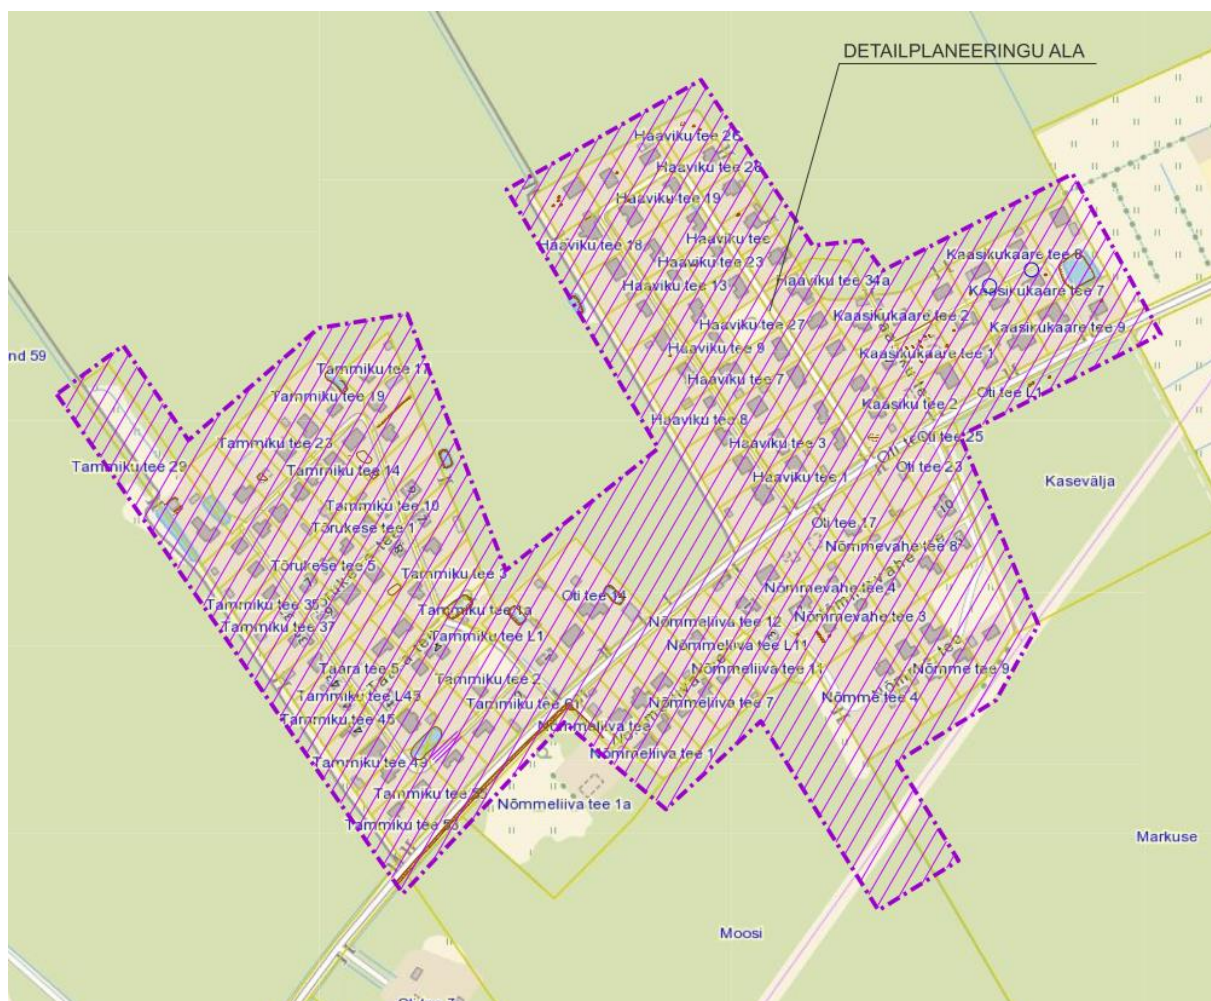 DETAILPLANEERINGU ALA
Haaviku tee 26
Haaviku tee 28
Haaviku tee 19
Haaviku tee 18
Haaviku tee
Haaviku tee 23
Haaviku tee 13
Haaviku tee 34a
Kaasikukaare tee 8
Kaasikukaare tee 7
Kaasikukaare tee 2
Kaasikukaare tee 9
Haaviku tee 27
Haaviku tee 9
Kaasikukaare tee 1
nd 59
Tammiku tee 17
Haaviku tee 7
Oti tee L1
Tammiku tee 19
Kaasiku tee 2
Haaviku tee 8
Tammiku tee 23
Haaviku tee 3
Oti tee 25
Tammiku tee 29
Tammiku tee 14
Haaviku tee 1
Oti tee 23
Kasevälja
Tammiku tee 10
Tõrukese tee 1
Oti tee 17
Nõmmevahe tee 8
Tõrukese tee 5
Tammiku tee 3
Nõmmevahe tee 4
Tammiku tee 35
Tammiku tee 1a
Oti tee 14
Nõmmevahe tee 3
Tammiku tee 37
Tammiku tee L1
Nõmmeliiva tee 12
Nõmmeliiva tee L11
Taara tee 5
Tammiku tee 2
Nõmmeliiva tee 11
Nõmme tee 9
Tammiku tee L43
Nõmmeliiva tee 7
Nõmme tee 4
Tammiku tee 45
Nõmmeliiva tee
Nõmmeliiva tee 1
Tammiku tee 49
Tammiku tee 55
Nõmmeliiva tee 1a
Markuse
Moosi